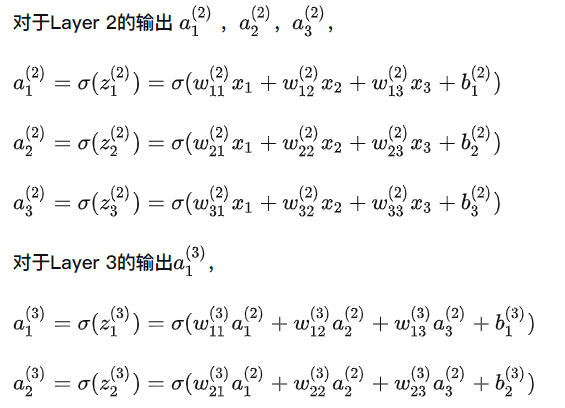 对于Layer 2的输出 a_1^{(2)} ，a_2^{(2)}，a_3^{(2)}，
a_1^{(2)} = σ(z_1^{(2)}) = σ(w_{11}^{(2)} x_1 + w_{12}^{(2)} x_2 + w_{13}^{(2)} x_3 + b_1^{(2)})
a_2^{(2)} = σ(z_2^{(2)}) = σ(w_{21}^{(2)} x_1 + w_{22}^{(2)} x_2 + w_{23}^{(2)} x_3 + b_2^{(2)})
a_3^{(2)} = σ(z_3^{(2)}) = σ(w_{31}^{(2)} x_1 + w_{32}^{(2)} x_2 + w_{33}^{(2)} x_3 + b_3^{(2)})
对于Layer 3的输出a_1^{(3)}，
a_1^{(3)} = σ(z_1^{(3)}) = σ(w_{11}^{(3)} a_1^{(2)} + w_{12}^{(3)} a_2^{(2)} + w_{13}^{(3)} a_3^{(2)} + b_1^{(3)})
a_2^{(3)} = σ(z_2^{(3)}) = σ(w_{21}^{(3)} a_1^{(2)} + w_{22}^{(3)} a_2^{(2)} + w_{23}^{(3)} a_3^{(2)} + b_2^{(3)})